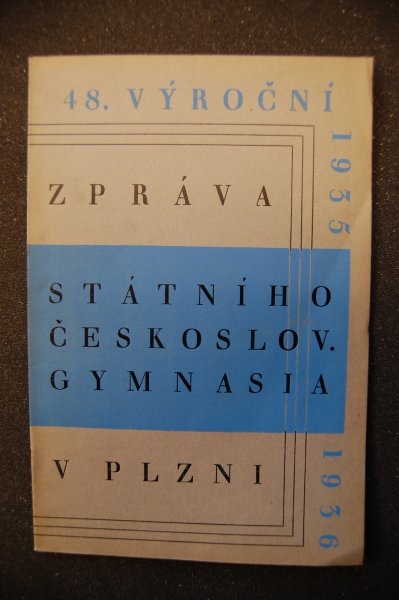 48. VÝROČNÍ
1935
ZPRÁVA
STÁTNÍHO
ČESKOSLOV.
GYMNASIA
V PLZNI
1936